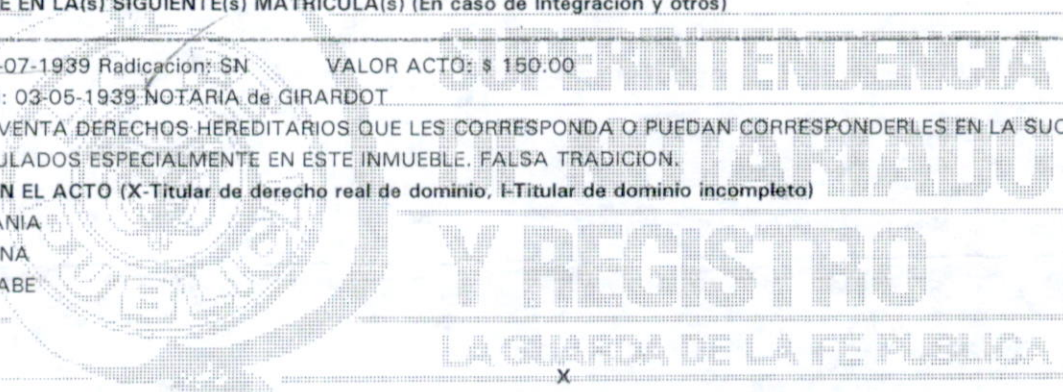 E EN LA(s) SIGUIENTE(s) MATRICULA(s) (En caso de Integración y otros)
-07-1939 Radicacion: SN VALOR ACTO: $ 150.00
: 03-05-1939 NOTARIA de GIRARDOT
VENTA DERECHOS HEREDITARIOS QUE LES CORRESPONDA O PUEDAN CORRESPONDERLES EN LA SUC
ULADOS ESPECIALMENTE EN ESTE INMUEBLE. FALSA TRADICION.
N EL ACTO (X-Titular de derecho real de dominio, I-Titular de dominio incompleto)
ANIA
NA
ABE
SUPERINTENDENCIA
DE NOTARIADO
Y REGISTRO
LA GUARDA DE LA FE PUBLICA
X